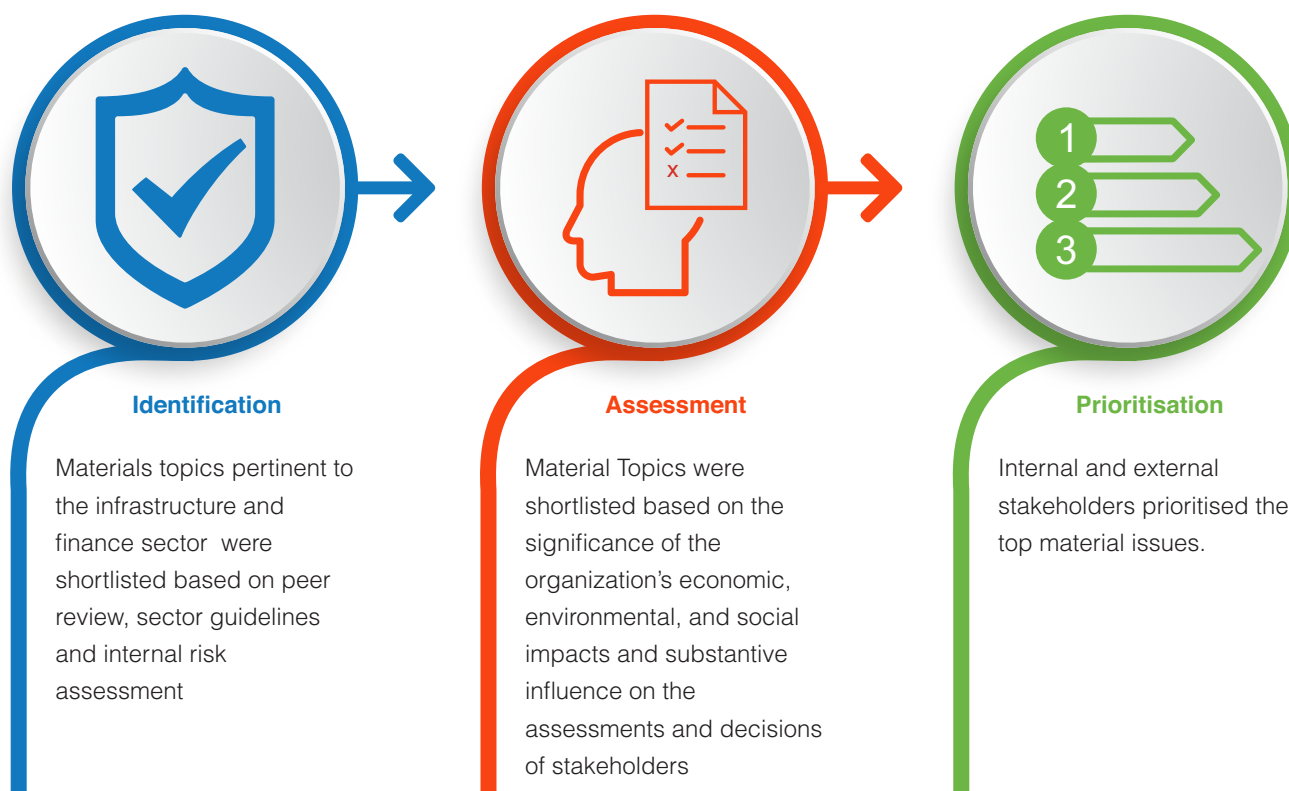 x
1
2
3
Identification
Materials topics pertinent to
the infrastructure and
finance sector  were
shortlisted based on peer
review, sector guidelines
and internal risk
assessment
Assessment
Material Topics were
shortlisted based on the
significance of the
organization’s economic,
environmental, and social
impacts and substantive
influence on the
assessments and decisions
of stakeholders
Prioritisation
Internal and external
stakeholders prioritised the
top material issues.